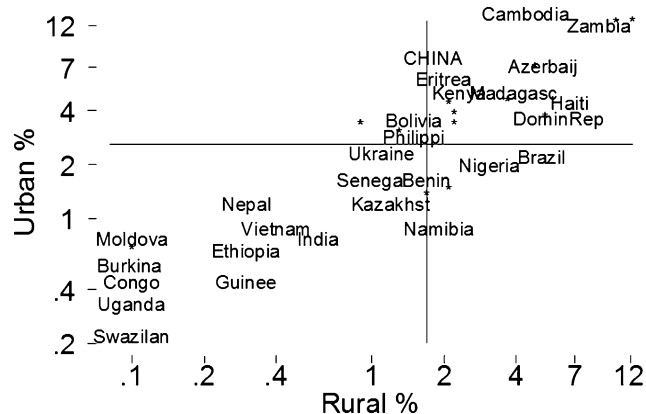 12
Cambodia
Zambia
CHINA
7
Azerbaij
Eritrea
Kenya
Madagasc
Haiti
4
Bolivia
DominRep
Philippi
Ukraine
Brazil
Nigeria
2
Senega
Benin
Nepal
Kazakhst
1
Vietnam
Namibia
Moldova
India
Ethiopia
Burkina
Congo
Guinee
.4
Uganda
Swazilan
.2
Urban %
.1 .2 .4 1 2 4 7 12
Rural %